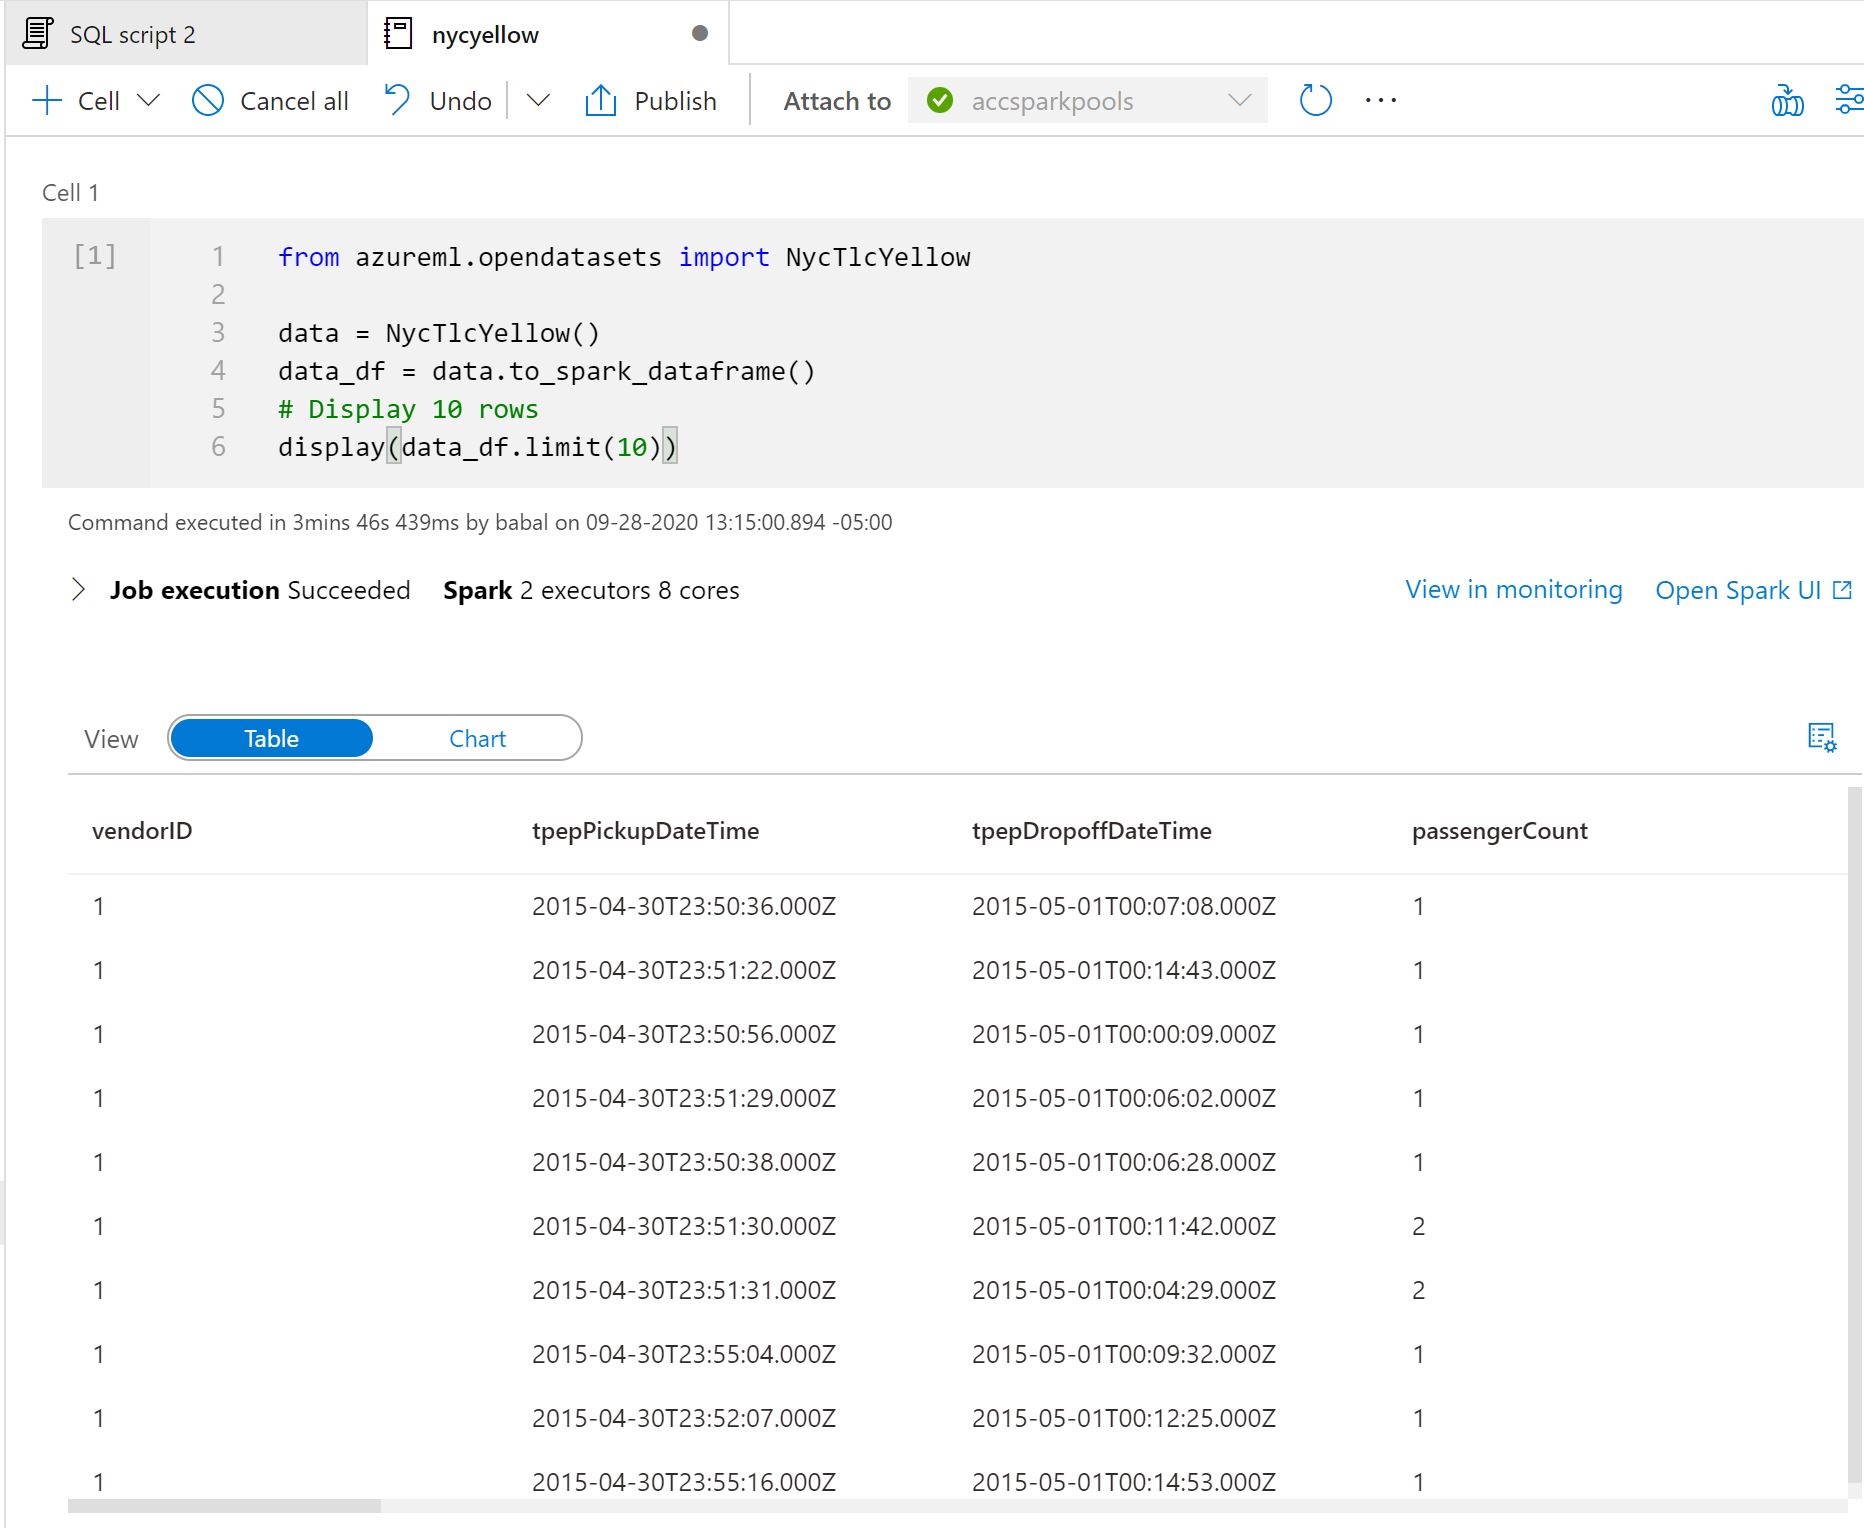 SQL script 2
nycyellow
Cell Cancel all Undo Publish Attach to accsparkpools
Cell 1
[1]
1 from azureml.opendatasets import NycTlcYellow
2
3 data = NycTlcYellow()
4 data_df = data.to_spark_dataframe()
5 # Display 10 rows
6 display(data_df.limit(10))
Command executed in 3mins 46s 439ms by babal on 09-28-2020 13:15:00.894 -05:00
Job execution Succeeded Spark 2 executors 8 cores View in monitoring Open Spark UI
View Table Chart
vendorID tpepPickupDateTime tpepDropoffDateTime passengerCount
1 2015-04-30T23:50:36.000Z 2015-05-01T00:07:08.000Z 1
1 2015-04-30T23:51:22.000Z 2015-05-01T00:14:43.000Z 1
1 2015-04-30T23:50:56.000Z 2015-05-01T00:00:09.000Z 1
1 2015-04-30T23:51:29.000Z 2015-05-01T00:06:02.000Z 1
1 2015-04-30T23:50:38.000Z 2015-05-01T00:06:28.000Z 1
1 2015-04-30T23:51:30.000Z 2015-05-01T00:11:42.000Z 2
1 2015-04-30T23:51:31.000Z 2015-05-01T00:04:29.000Z 2
1 2015-04-30T23:55:04.000Z 2015-05-01T00:09:32.000Z 1
1 2015-04-30T23:52:07.000Z 2015-05-01T00:12:25.000Z 1
1 2015-04-30T23:55:16.000Z 2015-05-01T00:14:53.000Z 1